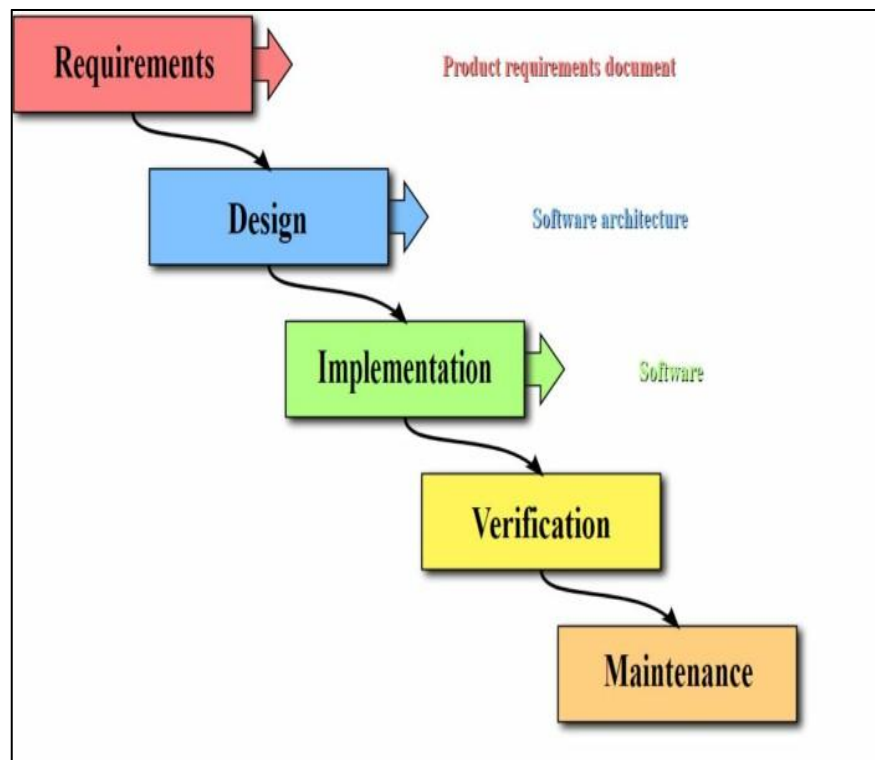 Requirements
Product requirements document
Design
Software architecture
Implementation
Software
Verification
Maintenance